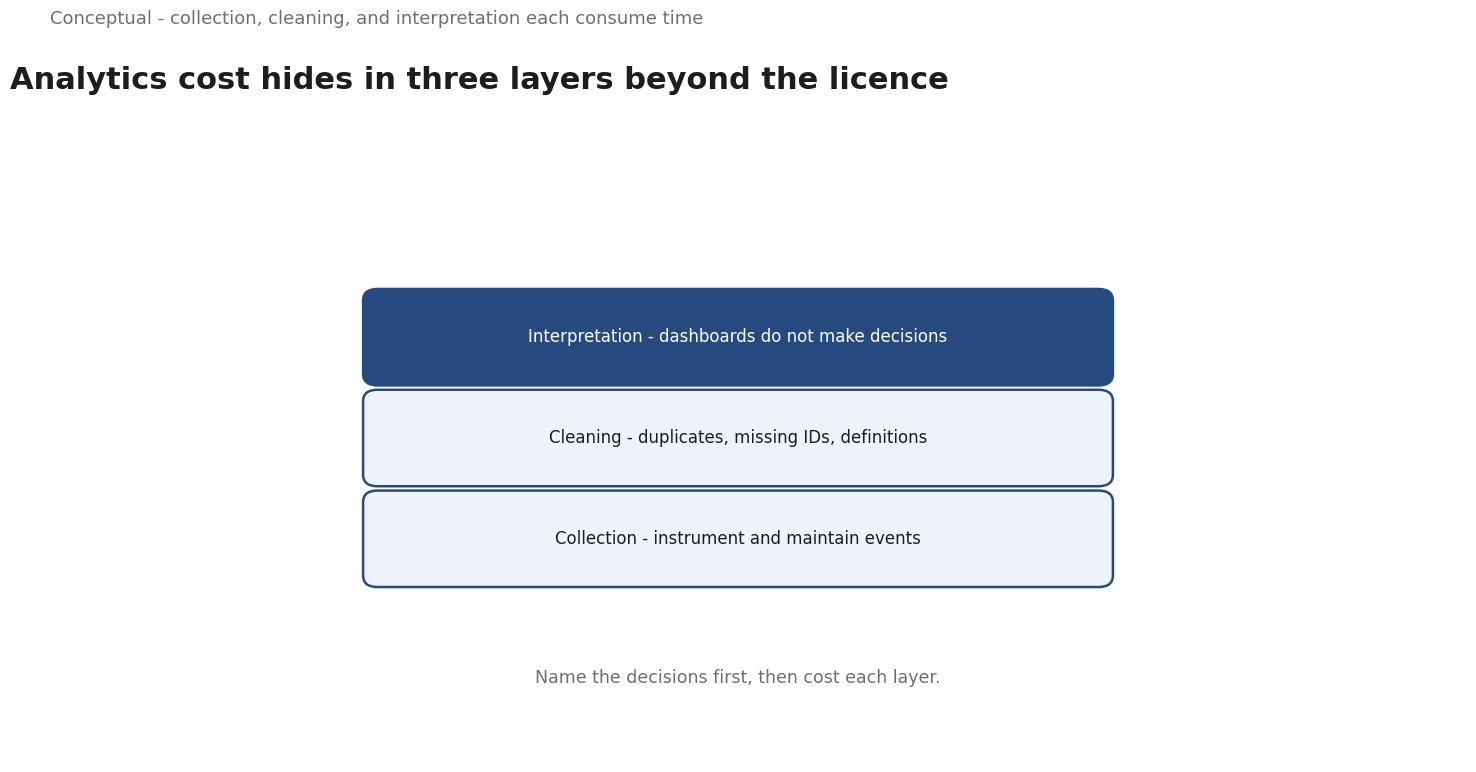 Conceptual - collection, cleaning, and interpretation each consume time
Analytics cost hides in three layers beyond the licence
Interpretation - dashboards do not make decisions
Cleaning - duplicates, missing IDs, definitions
Collection - instrument and maintain events
Name the decisions first, then cost each layer.